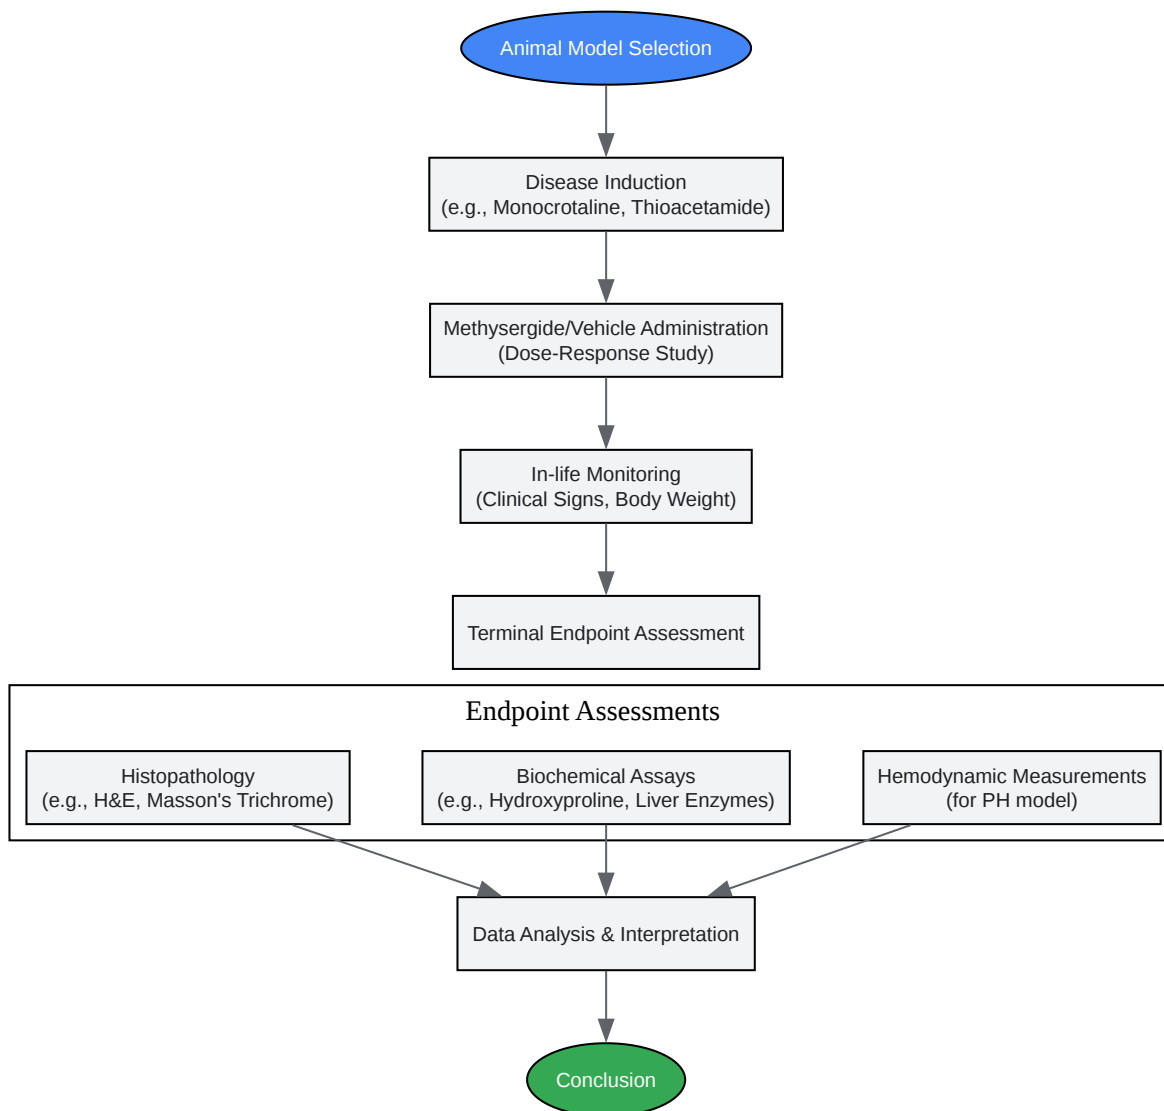 Animal Model Selection
Disease Induction
(e.g., Monocrotaline, Thioacetamide)
Methysergide/Vehicle Administration
(Dose-Response Study)
In-life Monitoring
(Clinical Signs, Body Weight)
Terminal Endpoint Assessment
Endpoint Assessments
Histopathology
(e.g., H&E, Masson's Trichrome)
Biochemical Assays
(e.g., Hydroxyproline, Liver Enzymes)
Hemodynamic Measurements
(for PH model)
Data Analysis & Interpretation
Conclusion